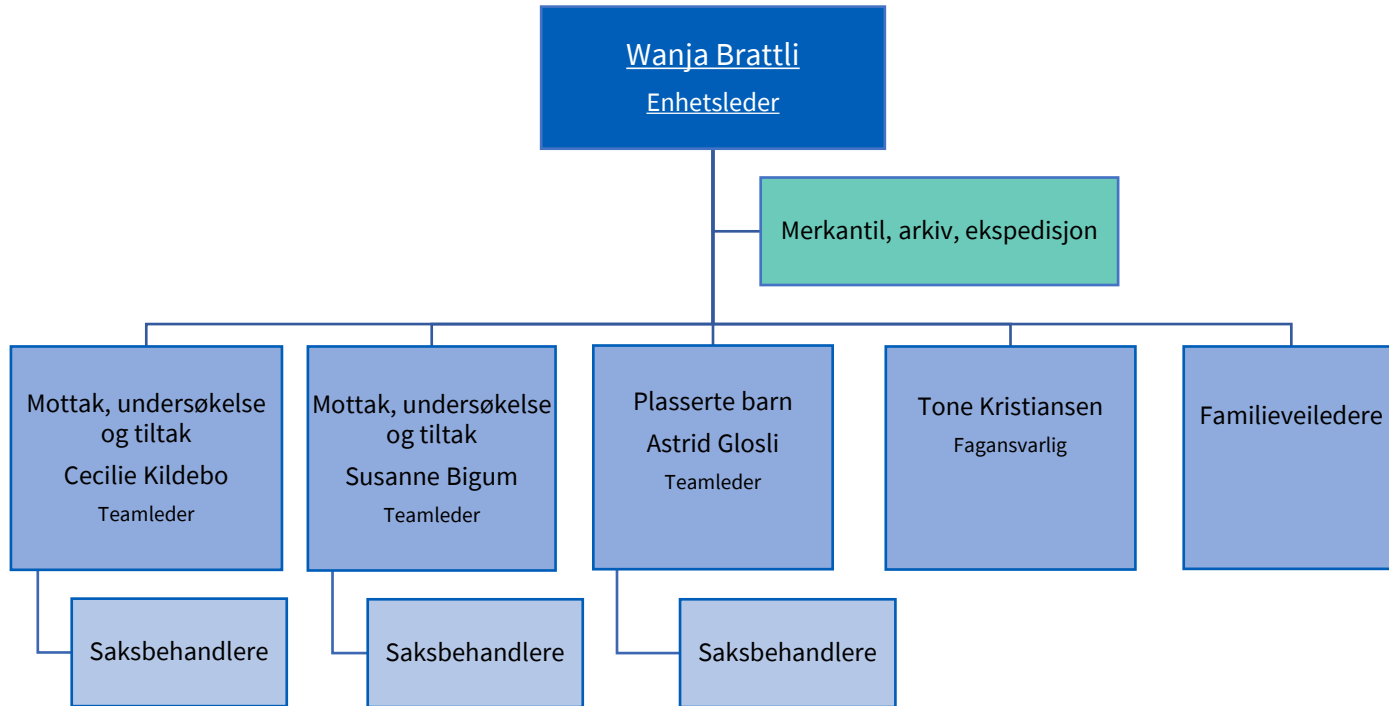 Wanja Brattli
Enhetsleder
Merkantil, arkiv, ekspedisjon
Mottak, undersøkelse
og tiltak
Cecilie Kildebo
Teamleder
Mottak, undersøkelse
og tiltak
Susanne Bigum
Teamleder
Plasserte barn
Astrid Glosli
Teamleder
Tone Kristiansen
Fagansvarlig
Familieveiledere
Saksbehandlere
Saksbehandlere
Saksbehandlere